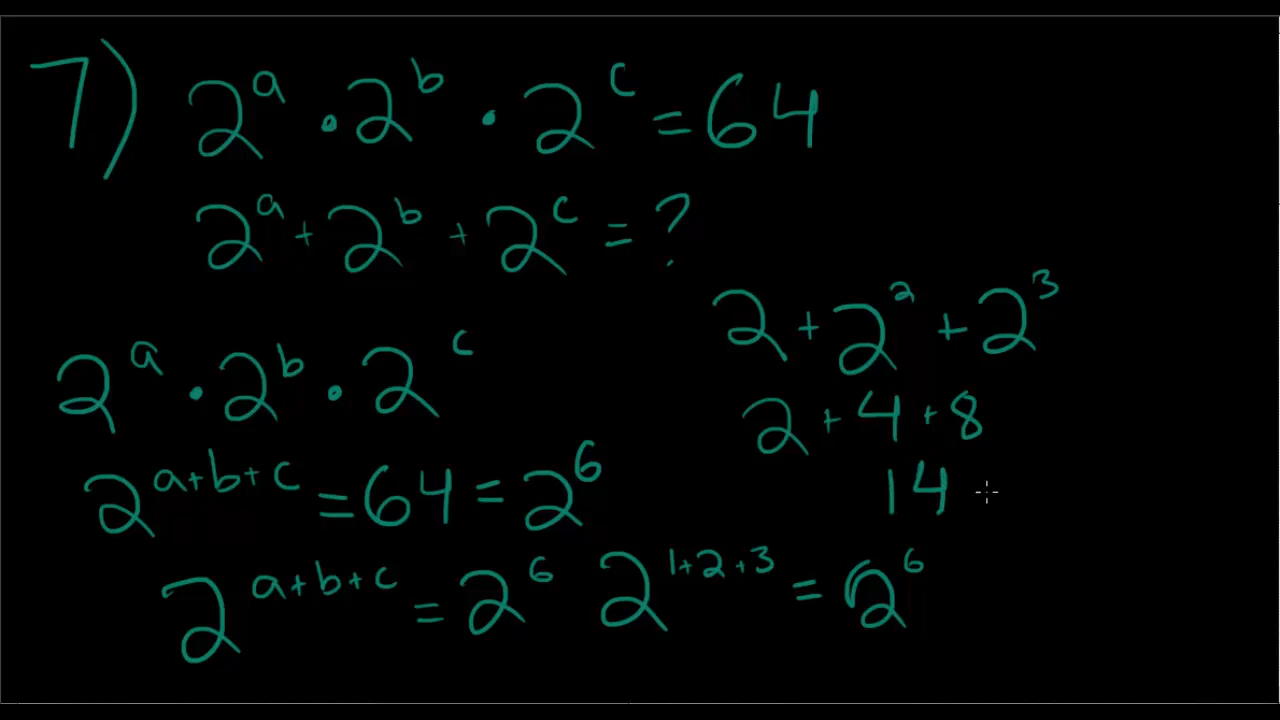 7) 2^a · 2^b · 2^c = 64
2^a + 2^b + 2^c = ?
2^a · 2^b · 2^c
2^(a+b+c) = 64 = 2^6
2^(a+b+c) = 2^6
2 + 2^2 + 2^3
2 + 4 + 8
14
2^(1+2+3) = 2^6